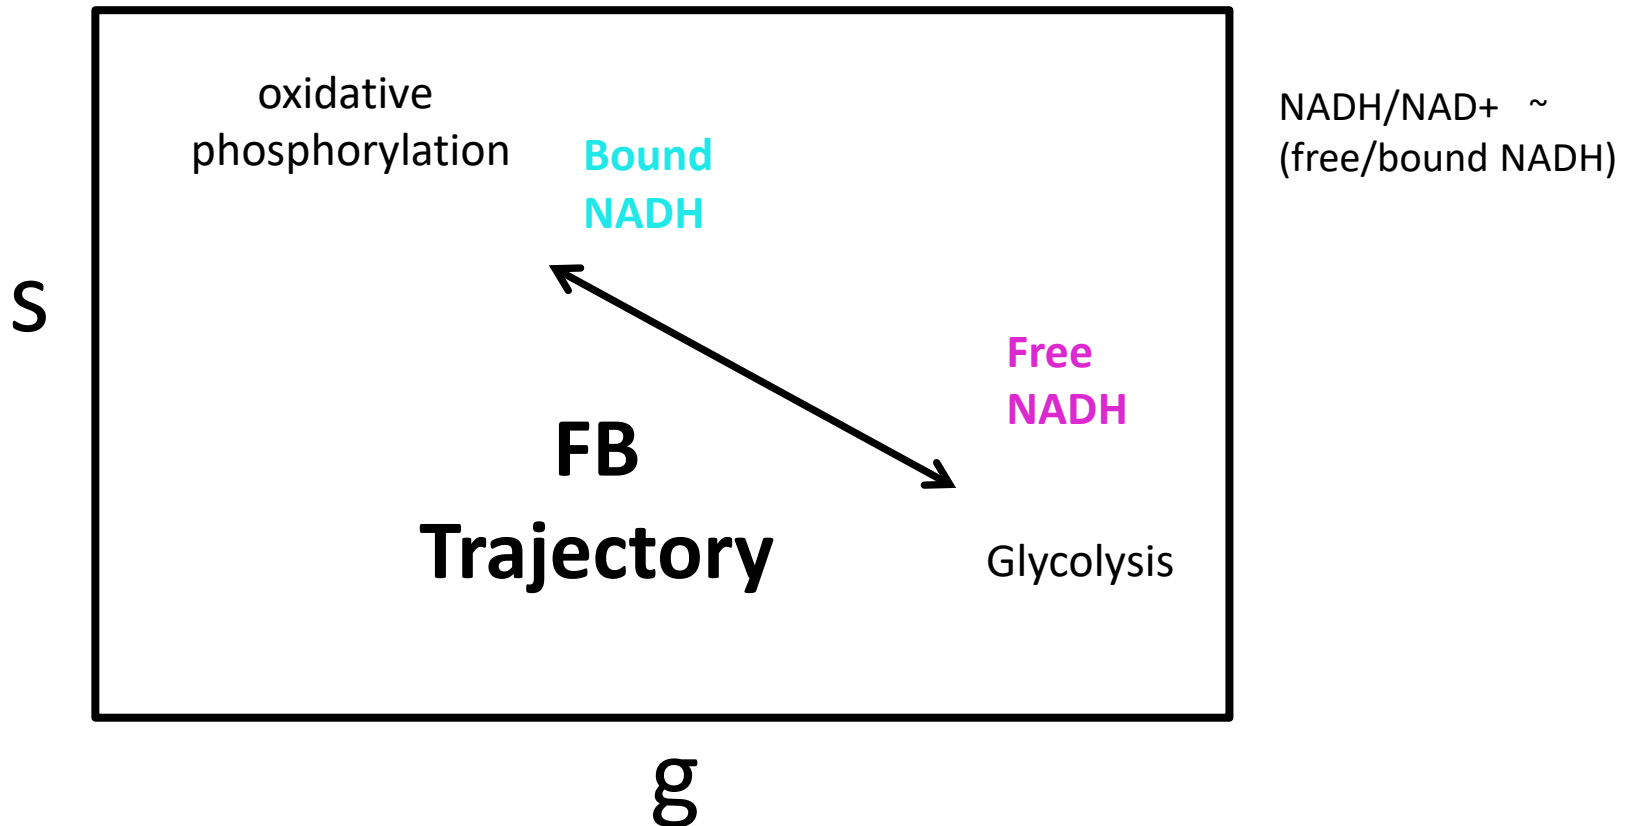 oxidative
phosphorylation
Bound
NADH
NADH/NAD+ ~
(free/bound NADH)
s
Free
NADH
FB
Trajectory
Glycolysis
g